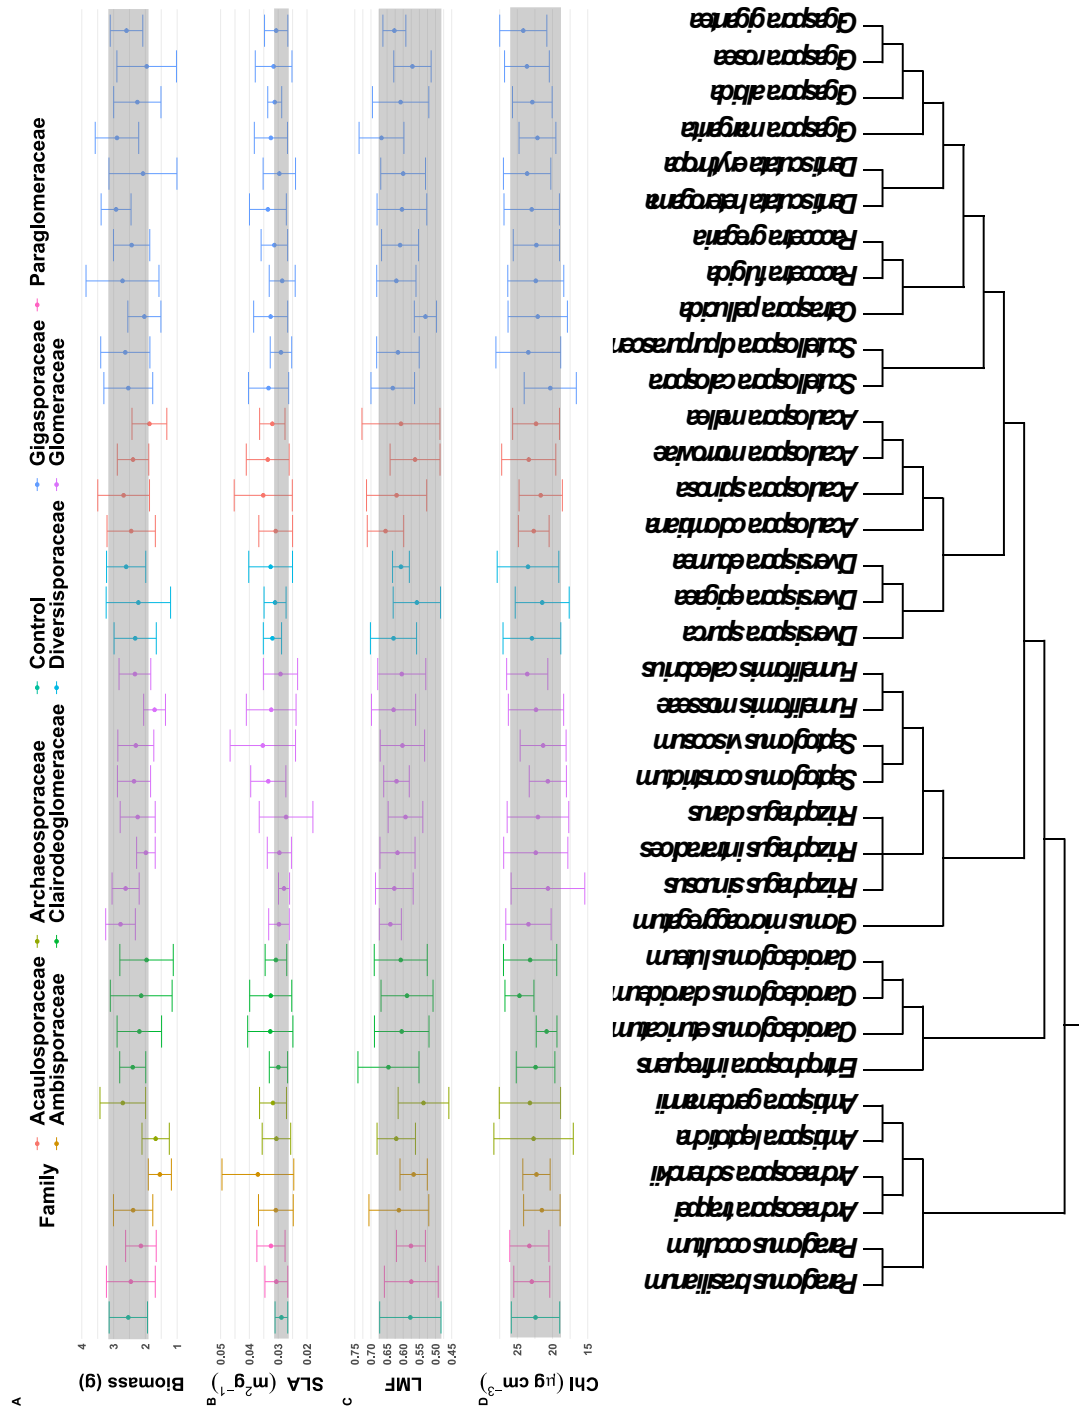 Family
Acaulosporaceae Archaeosporaceae Control Gigasporaceae Paraglomeraceae
Ambisporaceae Clairdeoglomeraceae Diversisporaceae Glomeraceae
A
Biomass (g)
4
3
2
1
B
SLA (m²g⁻¹)
0.05
0.04
0.03
0.02
C
LMF
0.75
0.70
0.65
0.60
0.55
0.50
0.45
D
Chl (μg cm⁻³)
25
20
15
Paraglomus brasilianum
Paraglomus occultum
Archaeospora trappei
Archaeospora schenckii
Ambispora leptoticha
Ambispora gerdemannii
Entrophospora infrequens
Claroideoglomus etunicatum
Claroideoglomus claroideum
Claroideoglomus luteum
Glomus microaggregatum
Rhizophagus sinuosus
Rhizophagus intraradices
Rhizophagus clarus
Septoglomus constrictum
Septoglomus viscosum
Funneliformis mosseae
Funneliformis caledonius
Diversispora spurca
Diversispora epigaea
Diversispora eburnea
Acaulospora colombiana
Acaulospora spinosa
Acaulospora morrowiae
Acaulospora mellea
Scutellospora calospora
Scutellospora dipurpurascens
Cetraspora pellucida
Racocetra fulgida
Racocetra gregaria
Dentiscutata heterogama
Dentiscutata erythropa
Gigaspora margarita
Gigaspora albida
Gigaspora rosea
Gigaspora gigantea